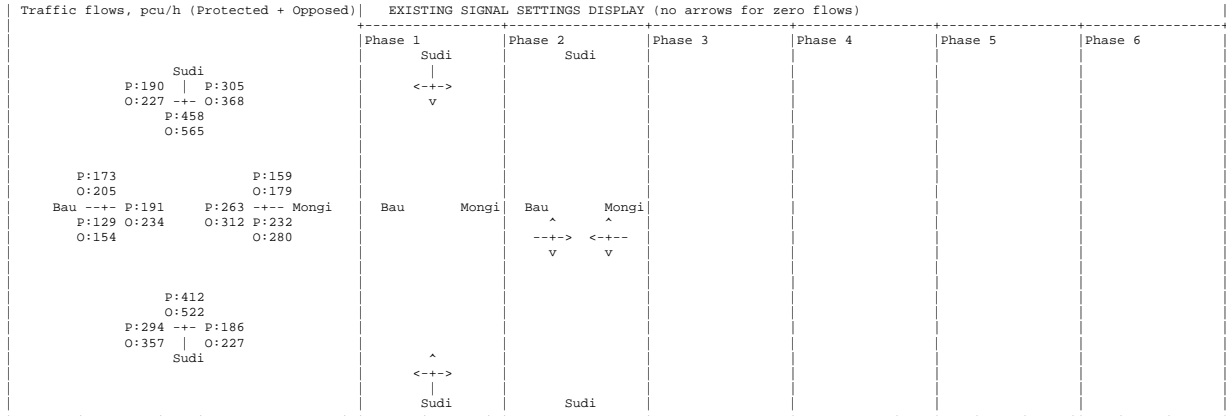 Traffic flows, pcu/h (Protected + Opposed)| EXISTING SIGNAL SETTINGS DISPLAY (no arrows for zero flows)
|Phase 1 |Phase 2 |Phase 3 |Phase 4 |Phase 5 |Phase 6
Sudi Sudi
Sudi |
P:190 | P:305 <-+->
O:227 -+- O:368 v
P:458
O:565
P:173 P:159
O:205 O:179
Bau --+- P:191 P:263 -+-- Mongi | Bau Mongi| Bau Mongi
P:129 O:234 O:312 P:232 ^ ^
O:154 O:280 --+-> <-+--
v v
P:412
O:522
P:294 -+- P:186
O:357 | O:227
Sudi ^
<-+->
|
Sudi Sudi